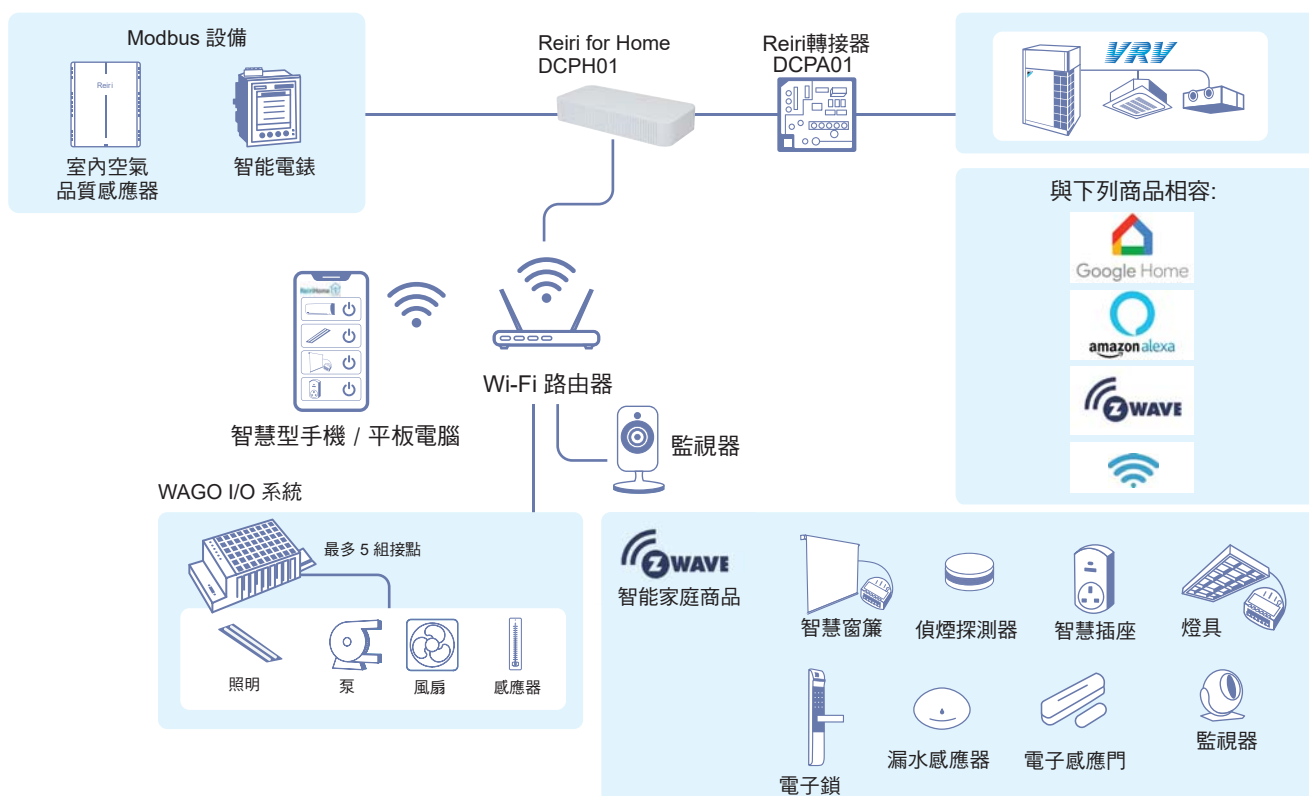 Modbus 設備
Reiri
室內空氣
品質感應器
智能電錶
Reiri for Home
DCPH01
Reiri轉接器
DCPA01
VRV
與下列商品相容:
Google Home
amazon alexa
Z WAVE
ReiriHome
Wi-Fi 路由器
智慧型手機 / 平板電腦
監視器
WAGO I/O 系統
最多 5 組接點
照明
泵
風扇
感應器
Z WAVE
智能家庭商品
智慧窗簾
偵煙探測器
智慧插座
燈具
電子鎖
漏水感應器
電子感應門
監視器